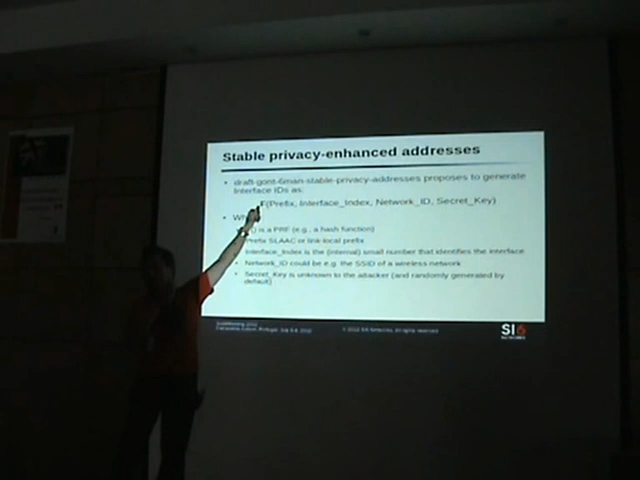 Stable privacy-enhanced addresses
• draft-gont-6man-stable-privacy-addresses proposes to generate
Interface IDs as:
F(Prefix, Interface_Index, Network_ID, Secret_Key)
•
is a PRF (e.g., a hash function)
Prefix SLAAC or link local prefix
Interface_Index is the (internal) small number that identifies the interface
• Network_ID could be e.g. the SSID of a wireless network
• Secret_Key is unknown to the attacker (and randomly generated by
default)
© 2012 SI6 Networks. All rights reserved
SI6
NETWORKS